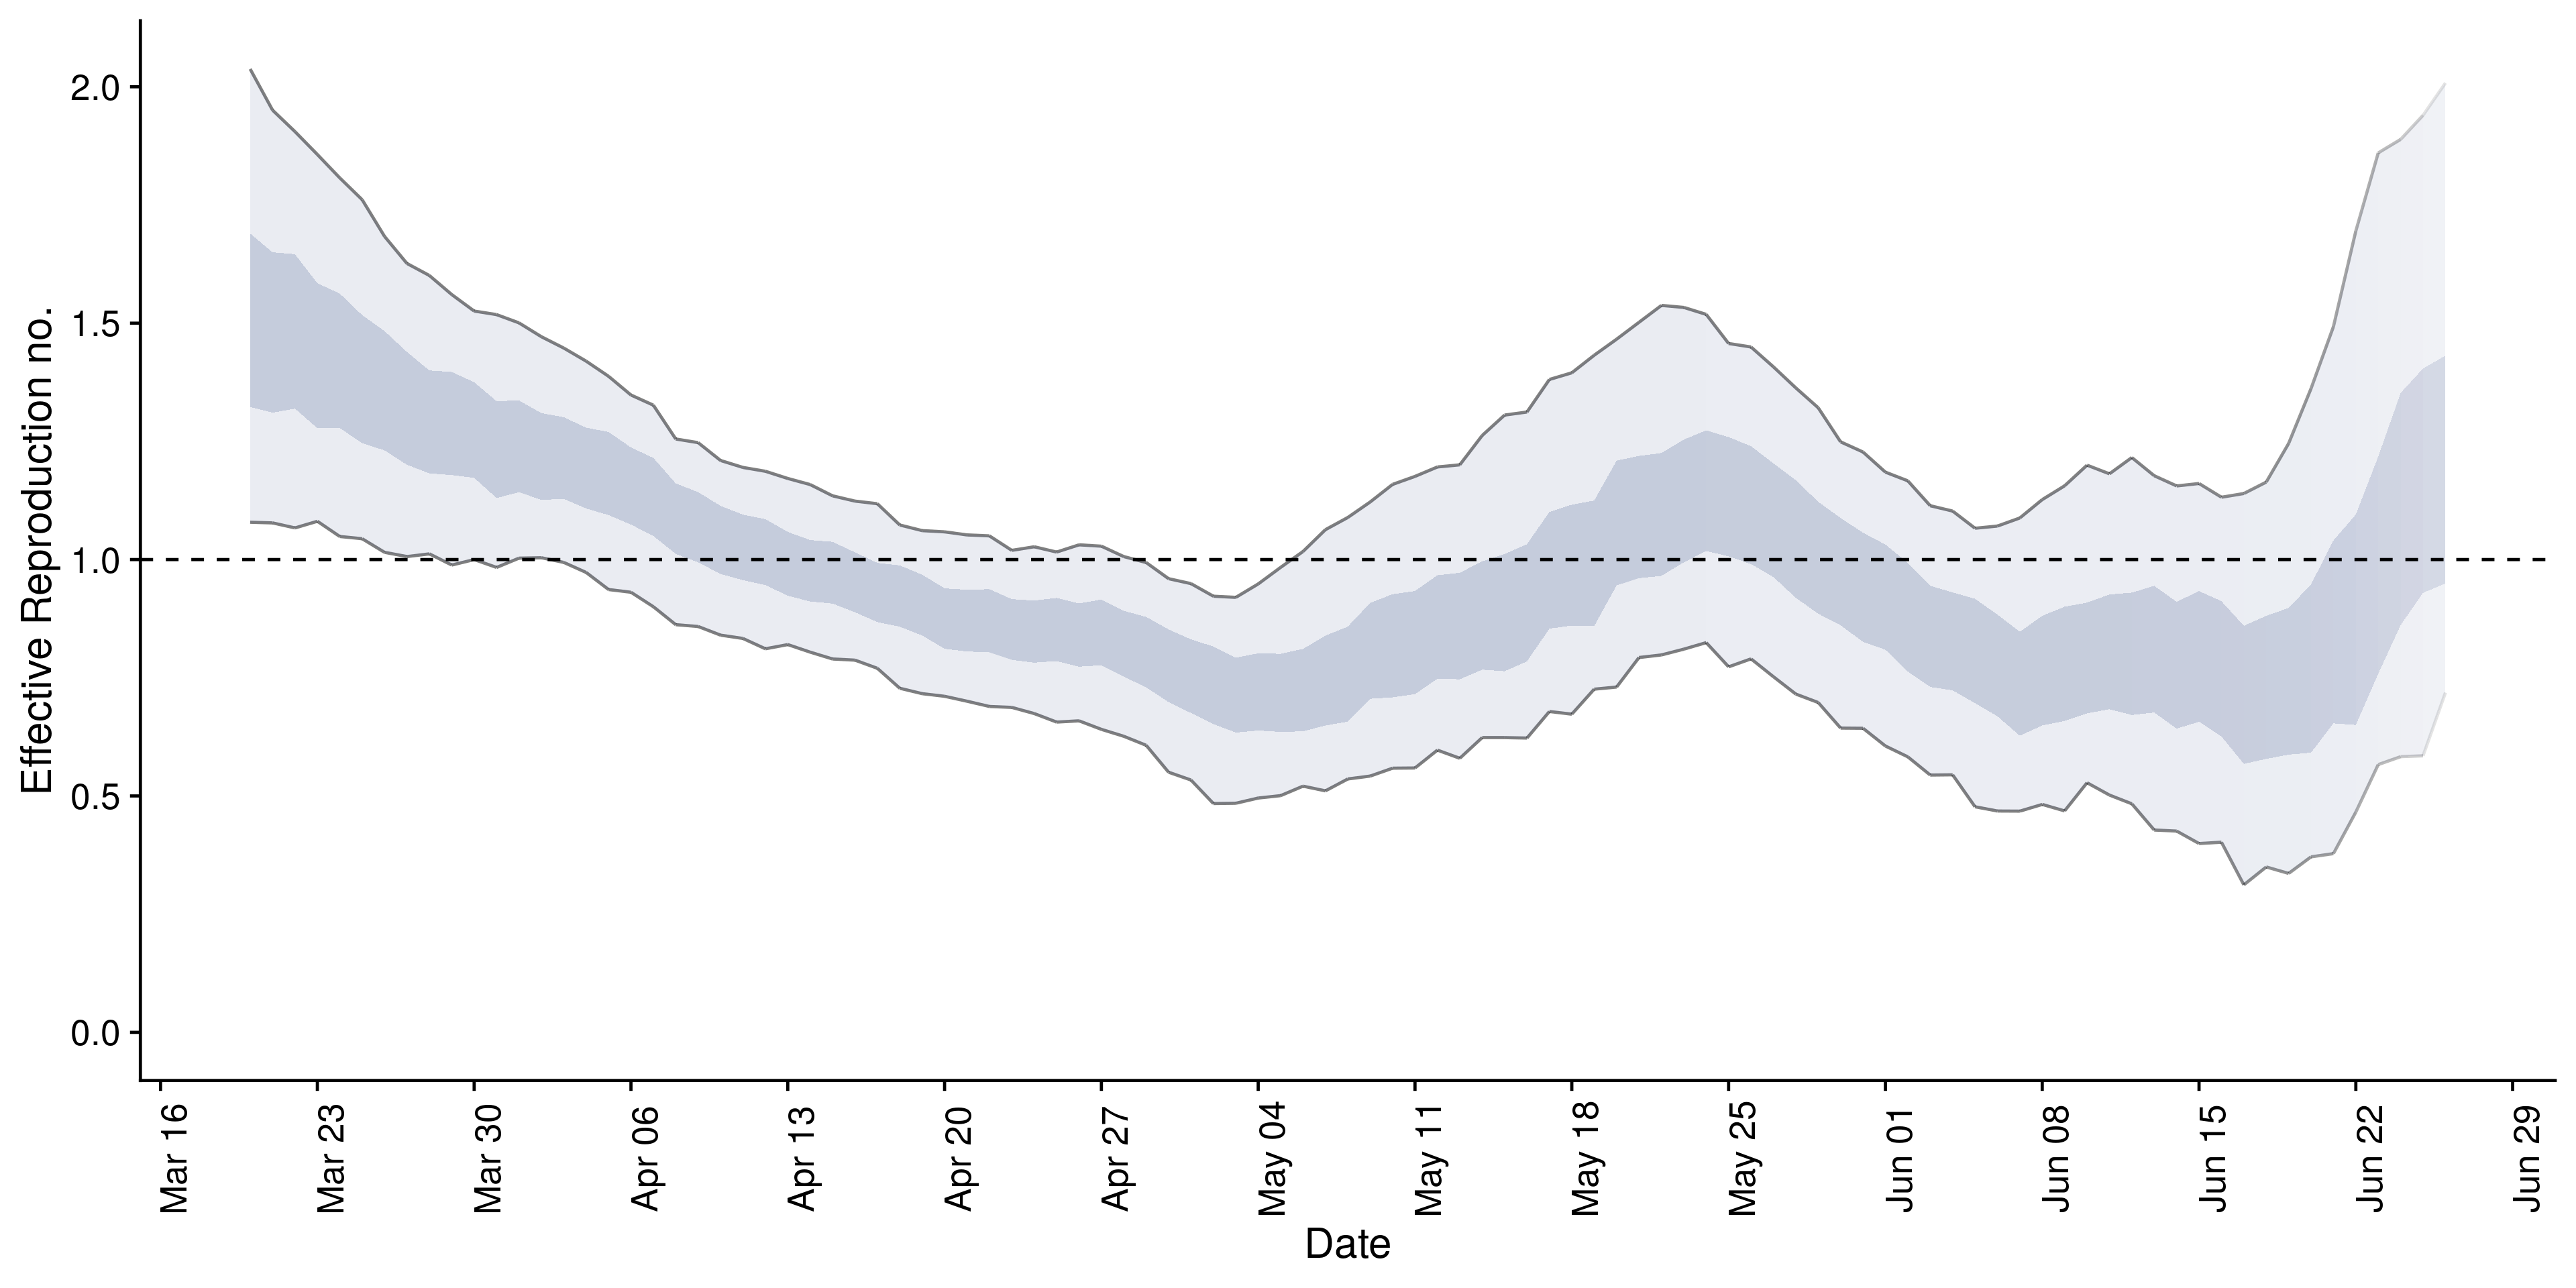 Effective Reproduction no.
2.0
1.5
1.0
0.5
0.0
Mar 16
Mar 23
Mar 30
Apr 06
Apr 13
Apr 20
Apr 27
May 04
May 11
May 18
May 25
Jun 01
Jun 08
Jun 15
Jun 22
Jun 29
Date